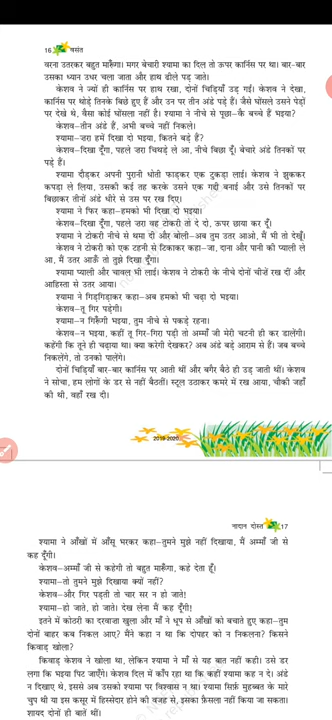 16 वसंत
वरना उतरकर बहुत मारूँगा। मगर बेचारी श्यामा का दिल तो ऊपर कार्निस पर था। बार-बार
उसका ध्यान उधर चला जाता और हाथ ढीले पड़ जाते।
केशव ने ज्यों ही कार्निस पर हाथ रखा, दोनों चिड़ियाँ उड़ गईं। केशव ने देखा,
कार्निस पर थोड़े तिनके बिछे हुए हैं और उन पर तीन अंडे पड़े हैं। जैसे घोंसले उसने पेड़ों
पर देखे थे, वैसा कोई घोंसला नहीं है। श्यामा ने नीचे से पूछा–कै बच्चे हैं भइया?
केशव–तीन अंडे हैं, अभी बच्चे नहीं निकले।
श्यामा–ज़रा हमें दिखा दो भइया, कितने बड़े हैं?
केशव–दिखा दूँगा, पहले ज़रा चिथड़े ले आ, नीचे बिछा दूँ। बेचारे अंडे तिनकों पर
पड़े हैं।
श्यामा दौड़कर अपनी पुरानी धोती फाड़कर एक टुकड़ा लाई। केशव ने झुककर
कपड़ा ले लिया, उसकी कई तह करके उसने एक गद्दी बनाई और उसे तिनकों पर
बिछाकर तीनों अंडे धीरे से उस पर रख दिए।
श्यामा ने फिर कहा–हमको भी दिखा दो भइया।
केशव–दिखा दूँगा, पहले ज़रा वह टोकरी तो दे दो, ऊपर छाया कर दूँ।
श्यामा ने टोकरी नीचे से थमा दी और बोली–अब तुम उतर आओ, मैं भी तो देखूँ।
केशव ने टोकरी को एक टहनी से टिकाकर कहा–जा, दाना और पानी की प्याली ले
आ, मैं उतर आऊँ तो तुझे दिखा दूँगा।
श्यामा प्याली और चावल भी लाई। केशव ने टोकरी के नीचे दोनों चीज़ें रख दीं और
आहिस्ता से उतर आया।
श्यामा ने गिड़गिड़ाकर कहा–अब हमको भी चढ़ा दो भइया।
केशव–तू गिर पड़ेगी।
श्यामा–न गिरूँगी भइया, तुम नीचे से पकड़े रहना।
केशव–न भइया, कहीं तू गिर-गिरा पड़ी तो अम्माँ जी मेरी चटनी ही कर डालेंगी।
कहेंगी कि तूने ही चढ़ाया था। क्या करेगी देखकर? अब अंडे बड़े आराम से हैं। जब बच्चे
निकलेंगे, तो उनको पालेंगे।
दोनों चिड़ियाँ बार-बार कार्निस पर आती थीं और बगैर बैठे ही उड़ जाती थीं। केशव
ने सोचा, हम लोगों के डर से नहीं बैठतीं। स्टूल उठाकर कमरे में रख आया, चौकी जहाँ
की थी, वहाँ रख दी।
2019-2020
नादान दोस्त 17
श्यामा ने आँखों में आँसू भरकर कहा–तुमने मुझे नहीं दिखाया, मैं अम्माँ जी से
कह दूँगी।
केशव–अम्माँ जी से कहेगी तो बहुत मारूँगा, कहे देता हूँ।
श्यामा–तो तुमने मुझे दिखाया क्यों नहीं?
केशव–और गिर पड़ती तो चार सर न हो जाते!
श्यामा–हो जाते, हो जाते। देख लेना मैं कह दूँगी!
इतने में कोठरी का दरवाज़ा खुला और माँ ने धूप से आँखों को बचाते हुए कहा–तुम
दोनों बाहर कब निकल आए? मैंने कहा न था कि दोपहर को न निकलना? किसने
किवाड़ खोला?
किवाड़ केशव ने खोला था, लेकिन श्यामा ने माँ से यह बात नहीं कही। उसे डर
लगा कि भइया पिट जाएँगे। केशव दिल में काँप रहा था कि कहीं श्यामा कह न दे। अंडे
न दिखाए थे, इससे अब उसको श्यामा पर विश्वास न था। श्यामा सिर्फ़ मुहब्बत के मारे
चुप थी या इस कसूर में हिस्सेदार होने की वजह से, इसका फ़ैसला नहीं किया जा सकता।
शायद दोनों ही बातें थीं।